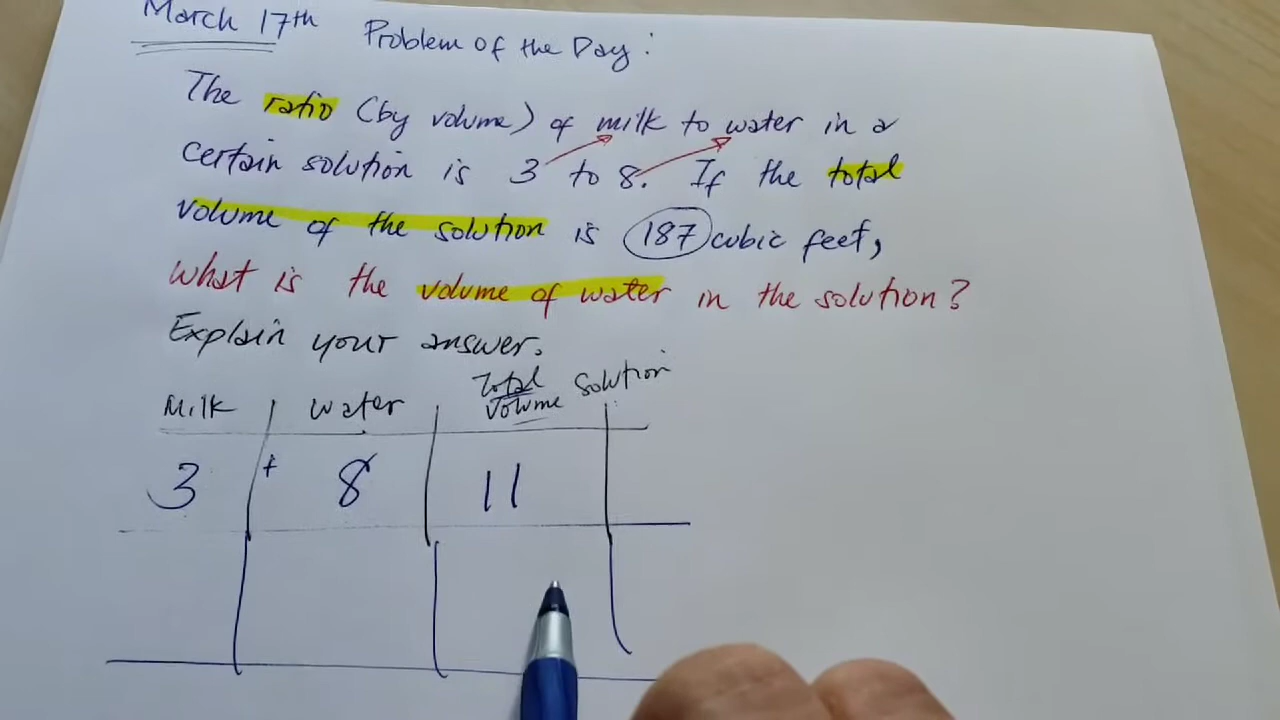 March 17th Problem of the Day:
The ratio (by volume) of milk to water in a
certain solution is 3 to 8. If the total
volume of the solution is 187 cubic feet,
what is the volume of water in the solution?
Explain your answer.
Milk Water Total Volume Solution
3 + 8 11